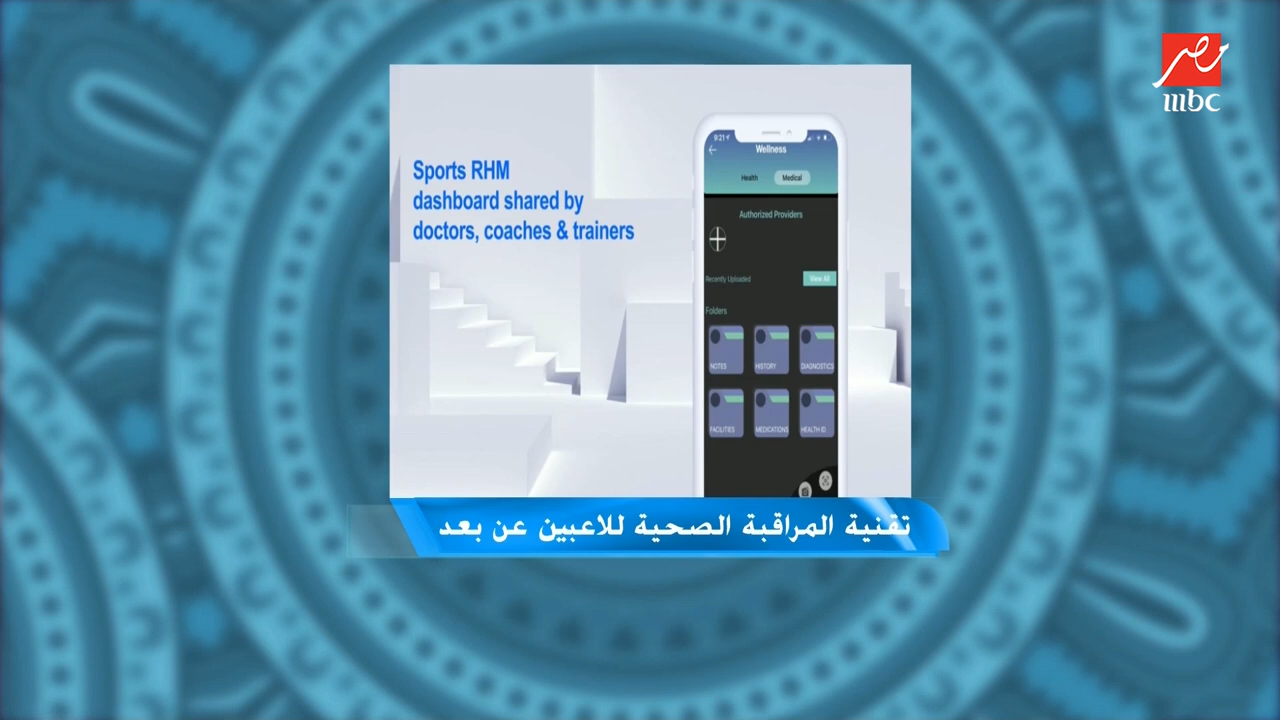 مصر
mbc
Sports RHM
dashboard shared by
doctors, coaches & trainers
9:21
Wellness
Health
Medical
Authorized Providers
Recently Uploaded
View All
Folders
NOTES
HISTORY
DIAGNOSTICS
FACILITIES
MEDICATIONS
HEALTH ID
تقنية المراقبة الصحية للاعبين عن بعد